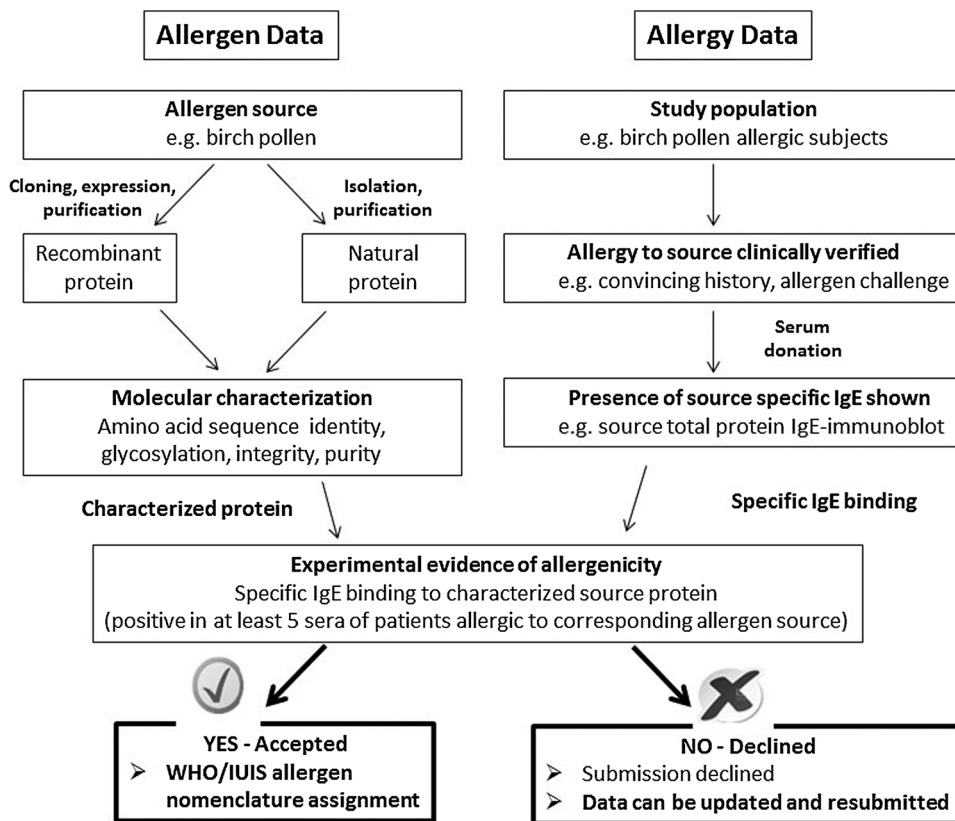 Allergen Data
Allergy Data
Allergen source
e.g. birch pollen
Study population
e.g. birch pollen allergic subjects
Cloning, expression,
purification
Isolation,
purification
Recombinant
protein
Natural
protein
Allergy to source clinically verified
e.g. convincing history, allergen challenge
Serum
donation
Molecular characterization
Amino acid sequence identity,
glycosylation, integrity, purity
Presence of source specific IgE shown
e.g. source total protein IgE-immunoblot
Characterized protein
Specific IgE binding
Experimental evidence of allergenicity
Specific IgE binding to characterized source protein
(positive in at least 5 sera of patients allergic to corresponding allergen source)
YES - Accepted
➢ WHO/IUIS allergen
nomenclature assignment
NO - Declined
➢ Submission declined
➢ Data can be updated and resubmitted